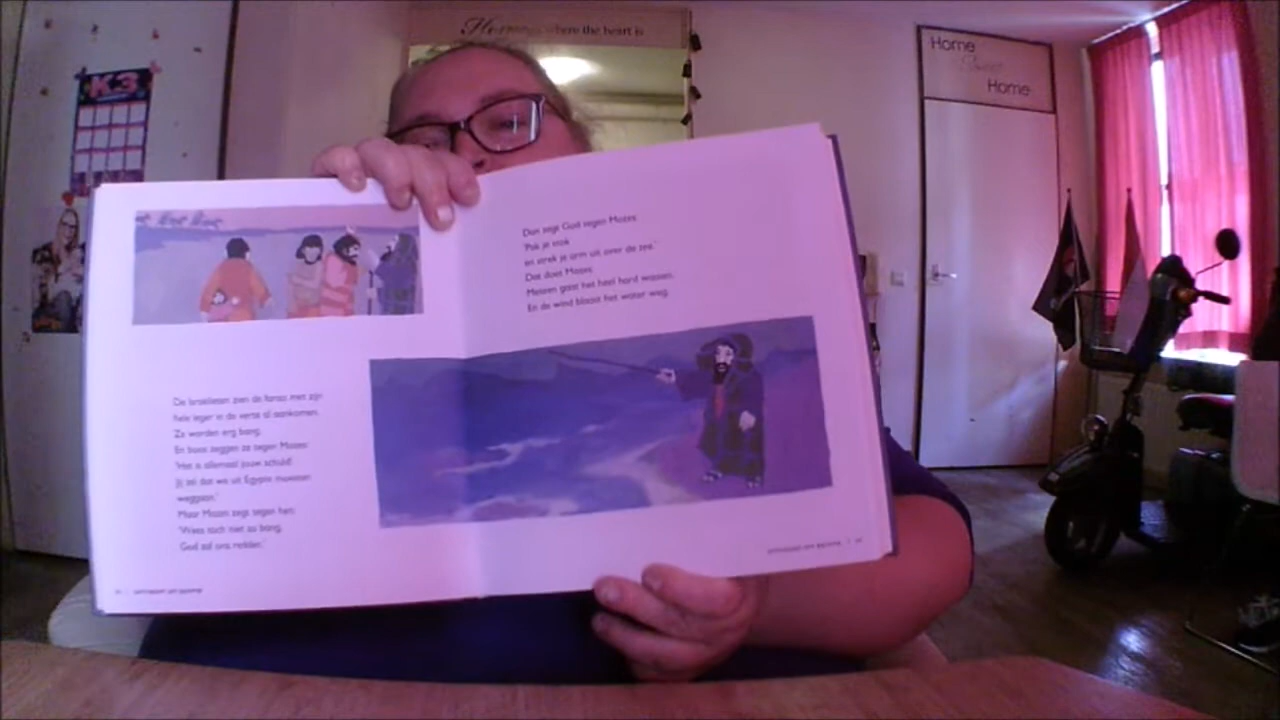 Home, where the heart is
Home
Sweet
Home
K3
De Israëlieten zien de farao met zijn
hele leger in de verte al aankomen.
Ze worden erg bang.
En boos zeggen ze tegen Mozes:
'Het is allemaal jouw schuld!
Jij zei dat we uit Egypte moesten
weggaan.'
Maar Mozes zegt tegen hen:
'Wees toch niet zo bang.
God zal ons redden.'
Dan zegt God tegen Mozes:
'Pak je stok
en strek je arm uit over de zee.'
Dat doet Mozes.
Meteen gaat het heel hard waaien.
En de wind blaast het water weg.